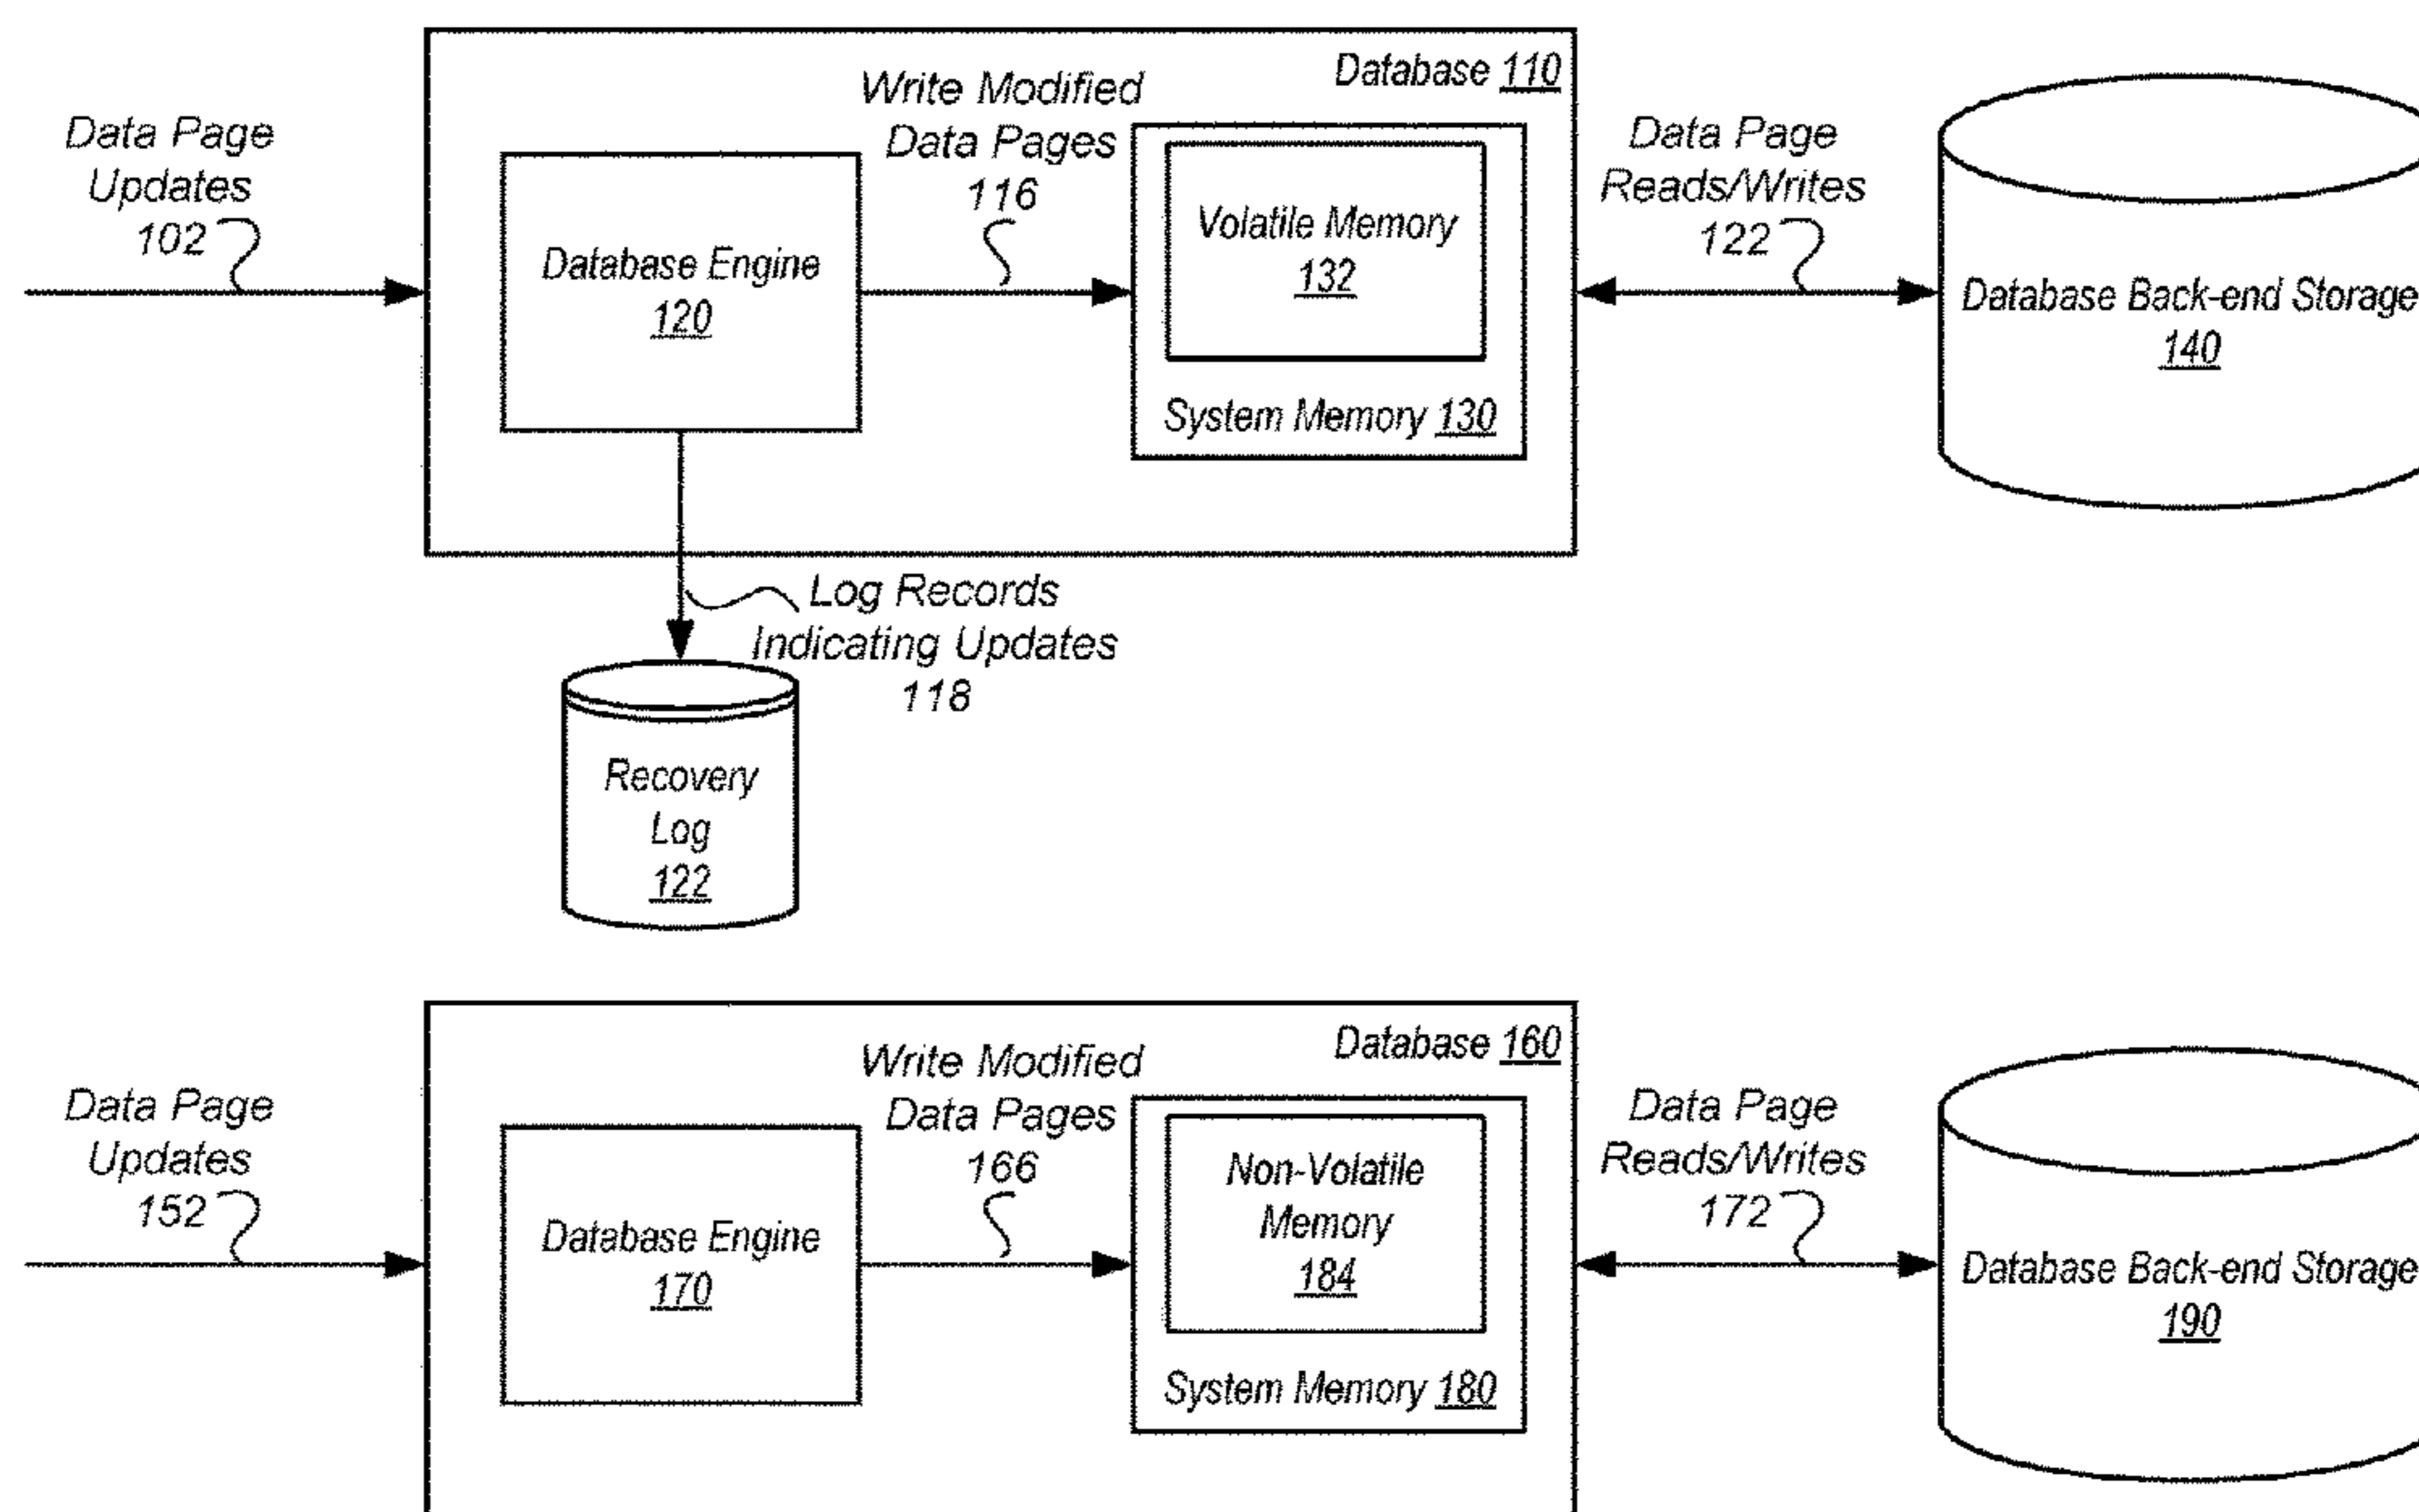 Database 110
Data Page
Updates
102
Write Modified
Data Pages
116
Database Engine
120
Volatile Memory
132
System Memory 130
Data Page
Reads/Writes
122
Database Back-end Storage
140
Log Records
Indicating Updates
118
Recovery
Log
122
Database 160
Data Page
Updates
152
Write Modified
Data Pages
166
Database Engine
170
Non-Volatile
Memory
184
System Memory 180
Data Page
Reads/Writes
172
Database Back-end Storage
190